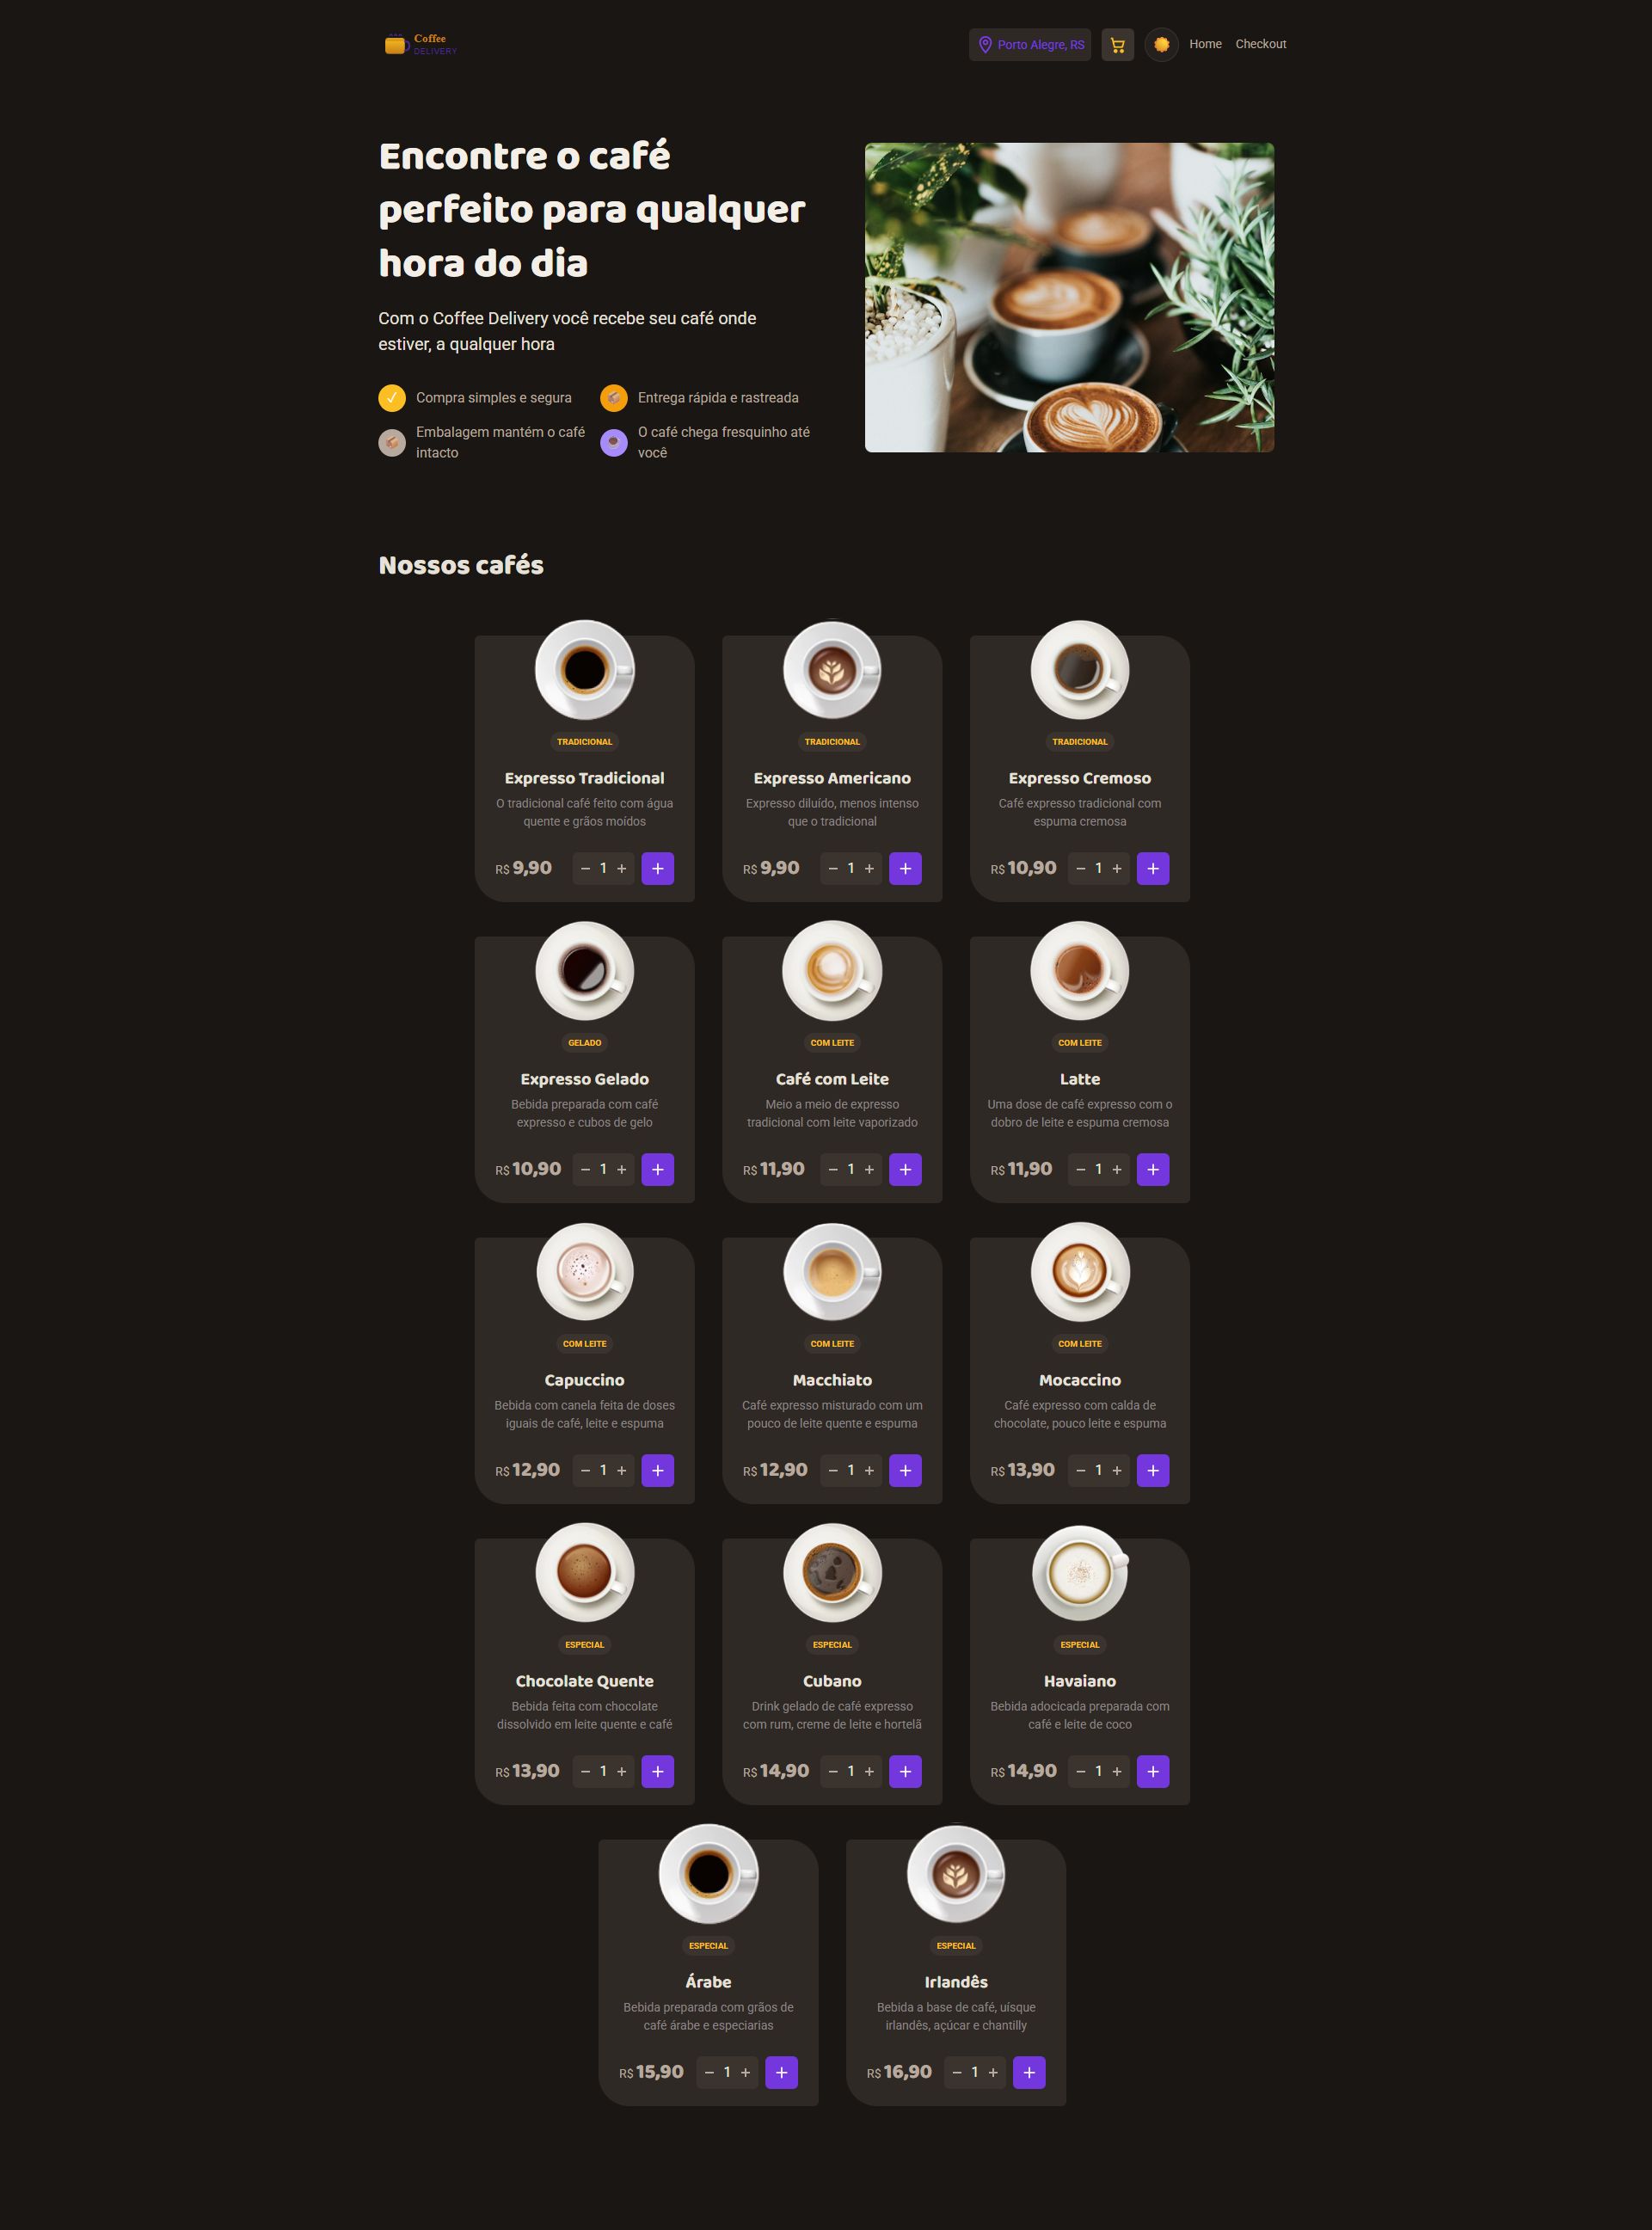 Coffee
DELIVERY
Porto Alegre, RS
Home
Checkout
Encontre o café
perfeito para qualquer
hora do dia
Com o Coffee Delivery você recebe seu café onde
estiver, a qualquer hora
Compra simples e segura
Entrega rápida e rastreada
Embalagem mantém o café
intacto
O café chega fresquinho até
você
Nossos cafés
TRADICIONAL
Expresso Tradicional
O tradicional café feito com água
quente e grãos moídos
R$ 9,90 − 1 + +
TRADICIONAL
Expresso Americano
Expresso diluído, menos intenso
que o tradicional
R$ 9,90 − 1 + +
TRADICIONAL
Expresso Cremoso
Café expresso tradicional com
espuma cremosa
R$ 10,90 − 1 + +
GELADO
Expresso Gelado
Bebida preparada com café
expresso e cubos de gelo
R$ 10,90 − 1 + +
COM LEITE
Café com Leite
Meio a meio de expresso
tradicional com leite vaporizado
R$ 11,90 − 1 + +
COM LEITE
Latte
Uma dose de café expresso com o
dobro de leite e espuma cremosa
R$ 11,90 − 1 + +
COM LEITE
Capuccino
Bebida com canela feita de doses
iguais de café, leite e espuma
R$ 12,90 − 1 + +
COM LEITE
Macchiato
Café expresso misturado com um
pouco de leite quente e espuma
R$ 12,90 − 1 + +
COM LEITE
Mocaccino
Café expresso com calda de
chocolate, pouco leite e espuma
R$ 13,90 − 1 + +
ESPECIAL
Chocolate Quente
Bebida feita com chocolate
dissolvido em leite quente e café
R$ 13,90 − 1 + +
ESPECIAL
Cubano
Drink gelado de café expresso
com rum, creme de leite e hortelã
R$ 14,90 − 1 + +
ESPECIAL
Havaiano
Bebida adocicada preparada com
café e leite de coco
R$ 14,90 − 1 + +
ESPECIAL
Árabe
Bebida preparada com grãos de
café árabe e especiarias
R$ 15,90 − 1 + +
ESPECIAL
Irlandês
Bebida a base de café, uísque
irlandês, açúcar e chantilly
R$ 16,90 − 1 + +